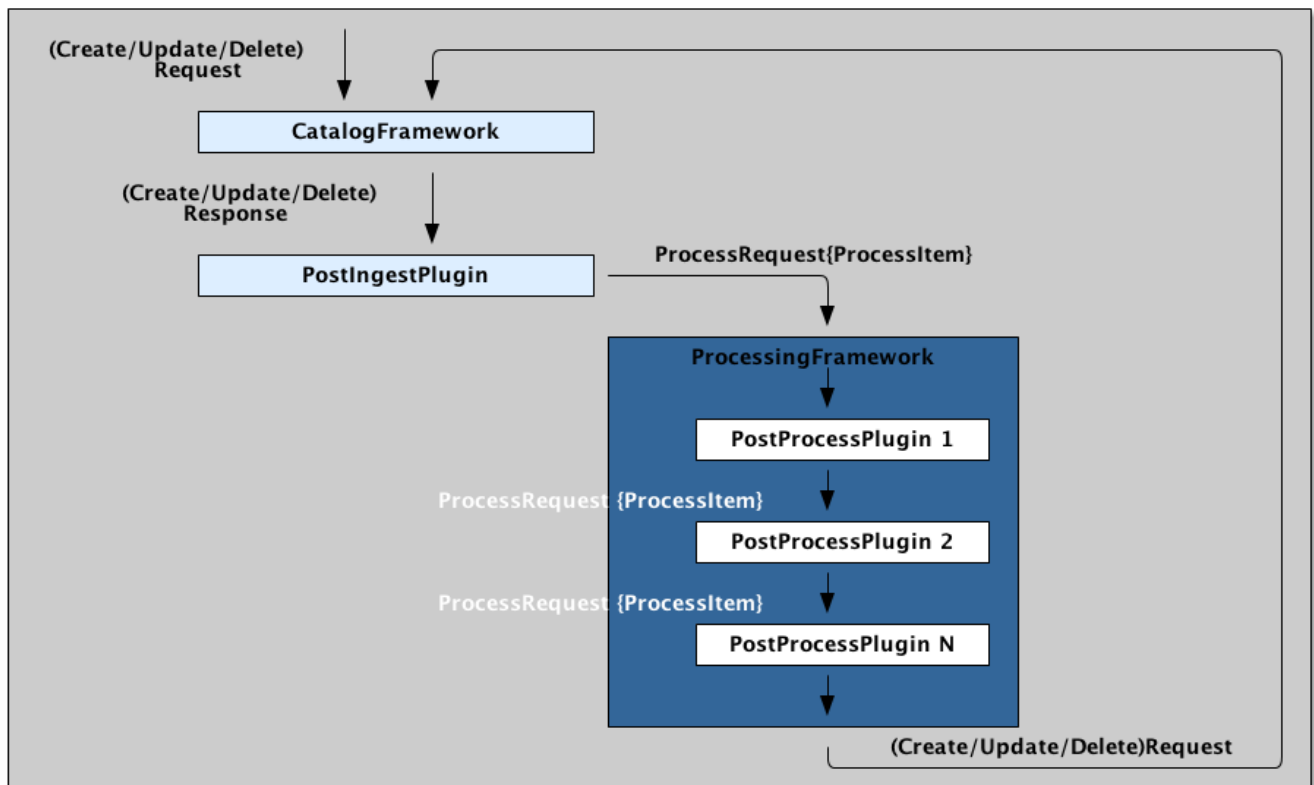 (Create/Update/Delete)
Request
CatalogFramework
(Create/Update/Delete)
Response
PostIngestPlugin
ProcessRequest{ProcessItem}
ProcessingFramework
PostProcessPlugin 1
ProcessRequest {ProcessItem}
PostProcessPlugin 2
ProcessRequest {ProcessItem}
PostProcessPlugin N
(Create/Update/Delete)Request